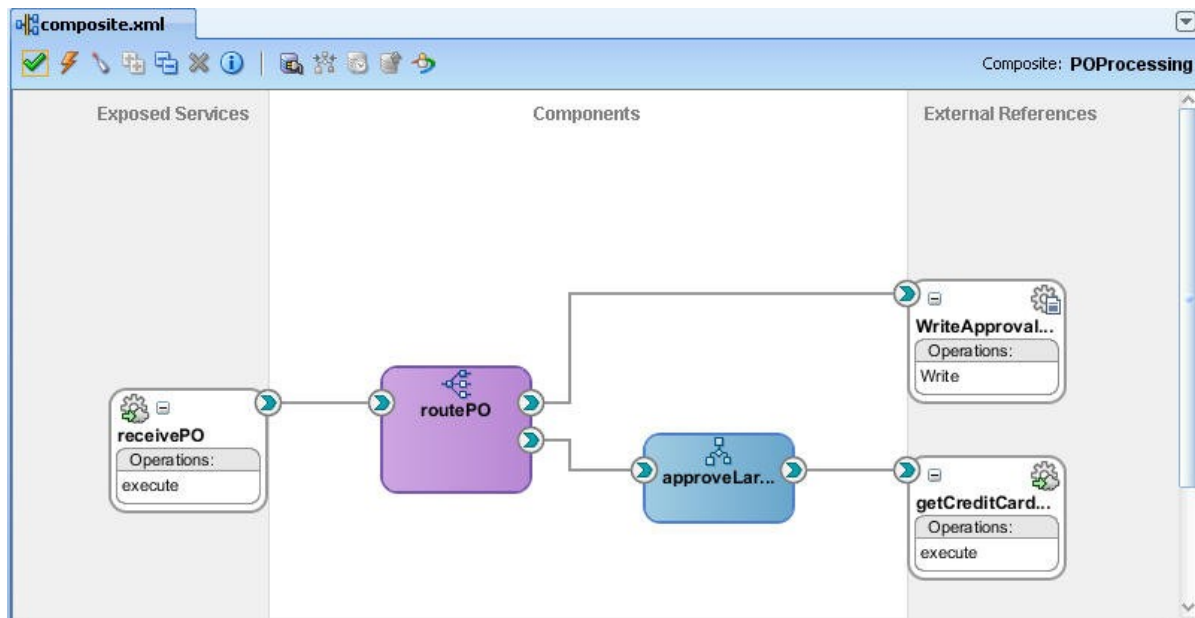 composite.xml
Composite: POProcessing
Exposed Services
Components
External References
WriteApproval...
Operations:
Write
routePO
receivePO
Operations:
execute
approveLar...
getCreditCard...
Operations:
execute